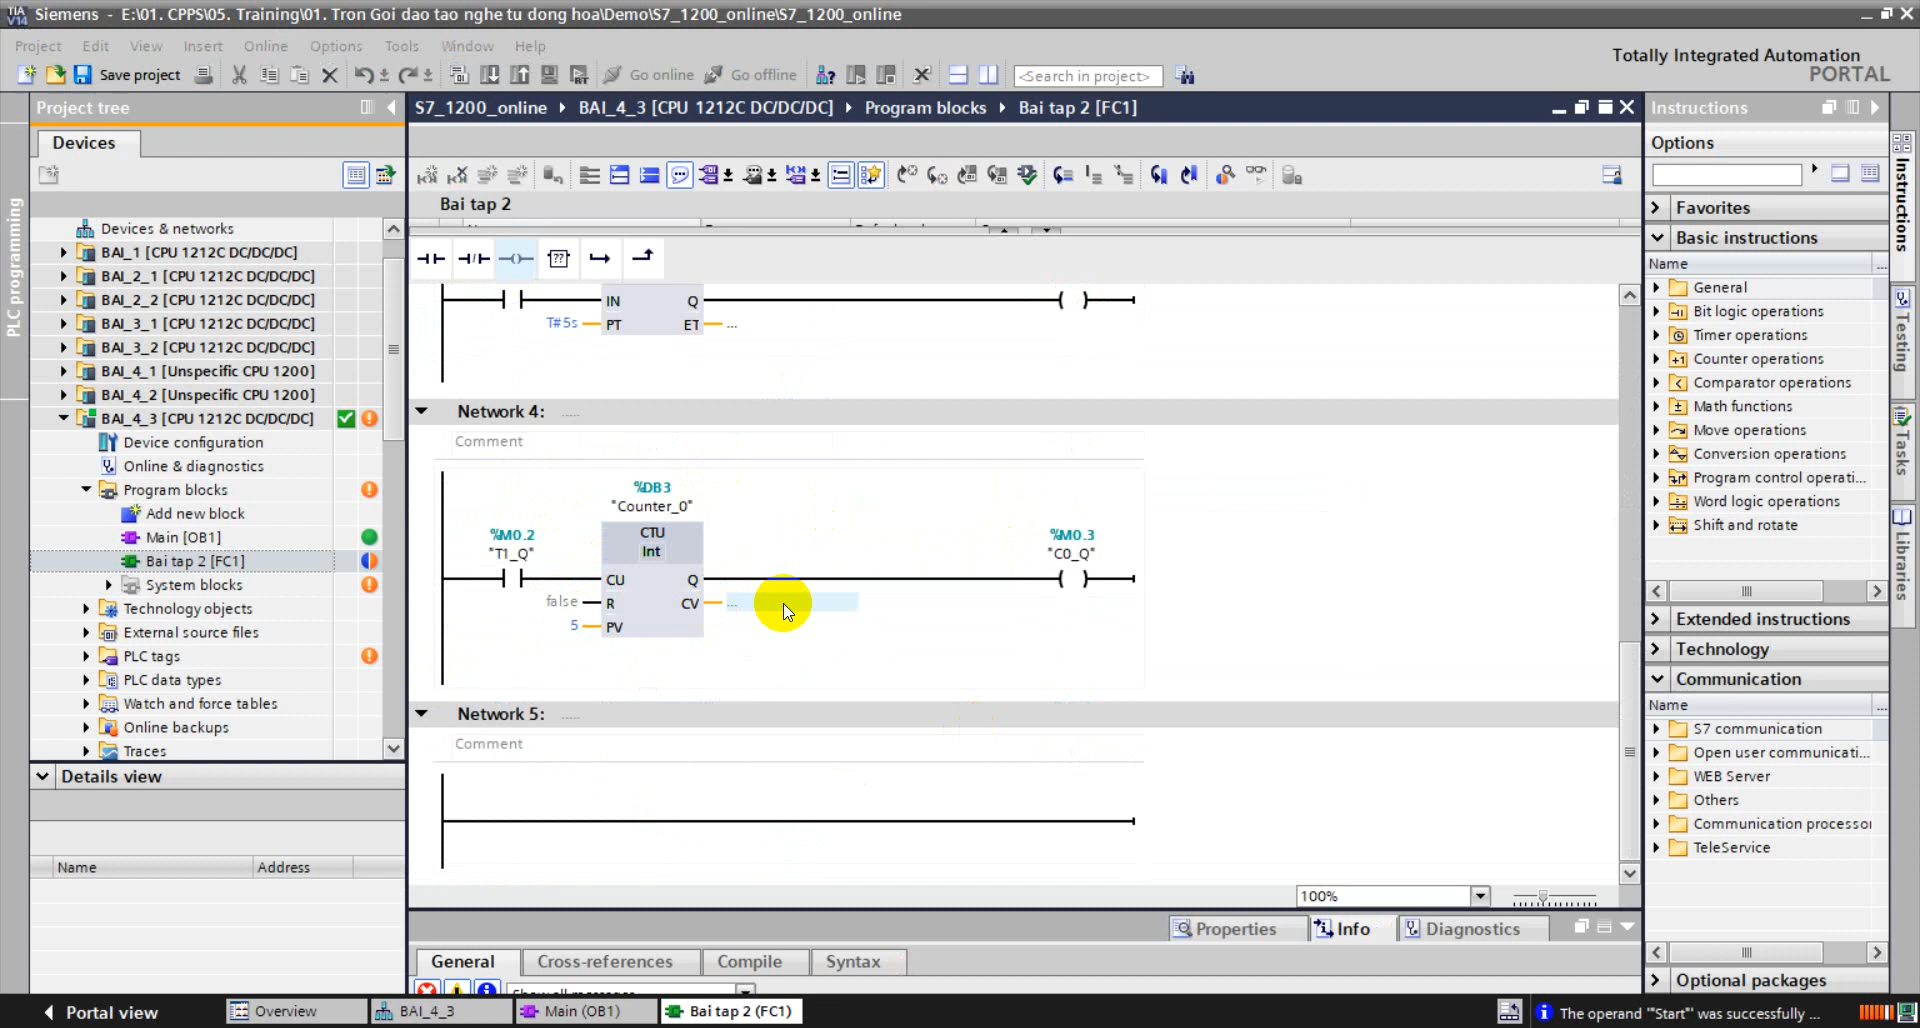 TIA
V14
Siemens - E:\01. CPPS\05. Training\01. Tron Goi dao tao nghe tu dong hoa\Demo\S7_1200_online\S7_1200_online
Project Edit View Insert Online Options Tools Window Help
Save project
Go online
Go offline
<Search in project>
Totally Integrated Automation
PORTAL
Project tree
Devices
PLC programming
Devices & networks
BAI_1 [CPU 1212C DC/DC/DC]
BAI_2_1 [CPU 1212C DC/DC/DC]
BAI_2_2 [CPU 1212C DC/DC/DC]
BAI_3_1 [CPU 1212C DC/DC/DC]
BAI_3_2 [CPU 1212C DC/DC/DC]
BAI_4_1 [Unspecific CPU 1200]
BAI_4_2 [Unspecific CPU 1200]
BAI_4_3 [CPU 1212C DC/DC/DC]
Device configuration
Online & diagnostics
Program blocks
Add new block
Main [OB1]
Bai tap 2 [FC1]
System blocks
Technology objects
External source files
PLC tags
PLC data types
Watch and force tables
Online backups
Traces
Details view
Name Address
S7_1200_online BAI_4_3 [CPU 1212C DC/DC/DC] Program blocks Bai tap 2 [FC1]
Bai tap 2
??
IN Q
T#5s PT ET ...
Network 4: .....
Comment
%DB3
"Counter_0"
%M0.2 CTU %M0.3
"T1_Q" Int "C0_Q"
CU Q
false R CV ...
5 PV
Network 5: .....
Comment
100%
Properties Info Diagnostics
General Cross-references Compile Syntax
Instructions
Options
Favorites
Basic instructions
Name ...
General
Bit logic operations
Timer operations
Counter operations
Comparator operations
Math functions
Move operations
Conversion operations
Program control operati...
Word logic operations
Shift and rotate
Extended instructions
Technology
Communication
Name ...
S7 communication
Open user communicati...
WEB Server
Others
Communication processor
TeleService
Optional packages
Instructions
Testing
Tasks
Libraries
Portal view
Overview
BAI_4_3
Main (OB1)
Bai tap 2 (FC1)
The operand '"Start"' was successfully ...